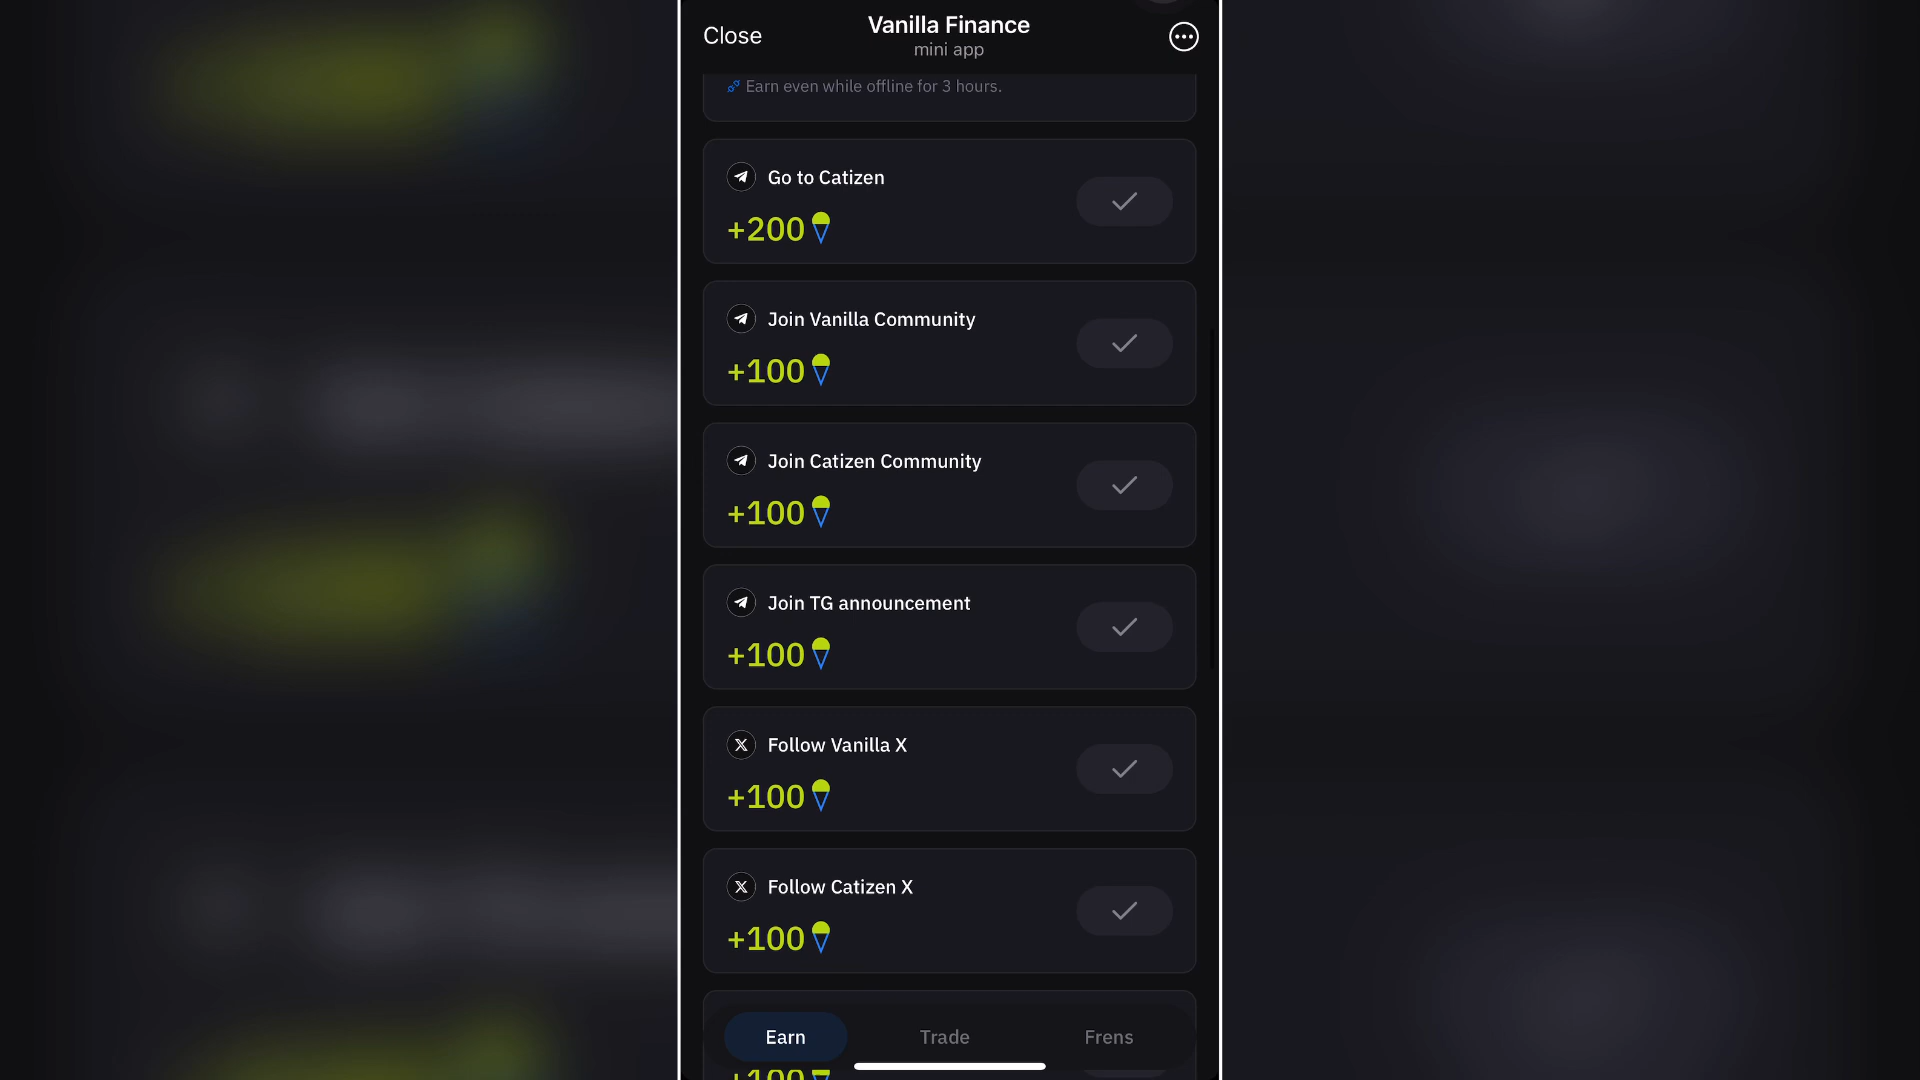 Close
Vanilla Finance
mini app
Earn even while offline for 3 hours.
Go to Catizen
+200
Join Vanilla Community
+100
Join Catizen Community
+100
Join TG announcement
+100
Follow Vanilla X
+100
Follow Catizen X
+100
Earn
Trade
Frens
+100